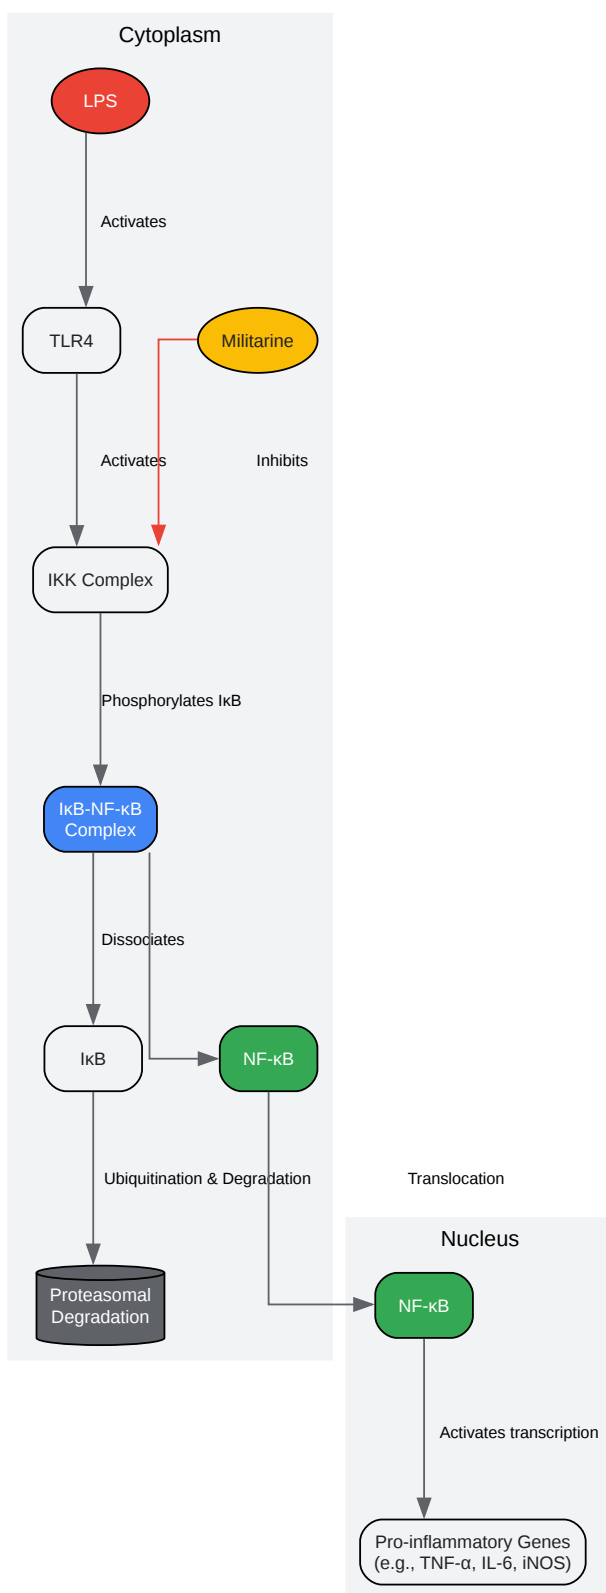 Cytoplasm
LPS
Activates
TLR4
Militarine
Activates
Inhibits
IKK Complex
Phosphorylates IκB
IκB-NF-κB
Complex
Dissociates
IκB
NF-κB
Ubiquitination & Degradation
Translocation
Nucleus
Proteasomal
Degradation
NF-κB
Activates transcription
Pro-inflammatory Genes
(e.g., TNF-α, IL-6, iNOS)